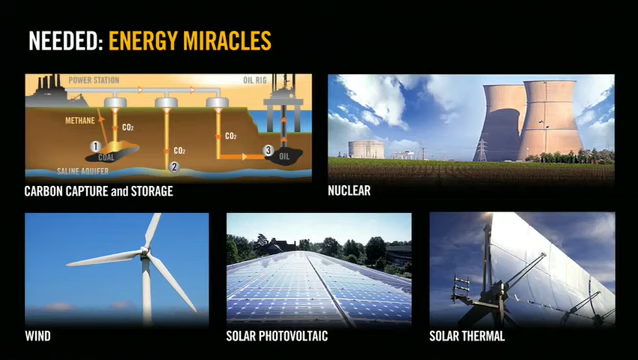 NEEDED: ENERGY MIRACLES
POWER STATION
OIL RIG
METHANE
CO₂
CO₂
CO₂
1
COAL
2
3
OIL
SALINE AQUIFER
CARBON CAPTURE and STORAGE
NUCLEAR
WIND
SOLAR PHOTOVOLTAIC
SOLAR THERMAL